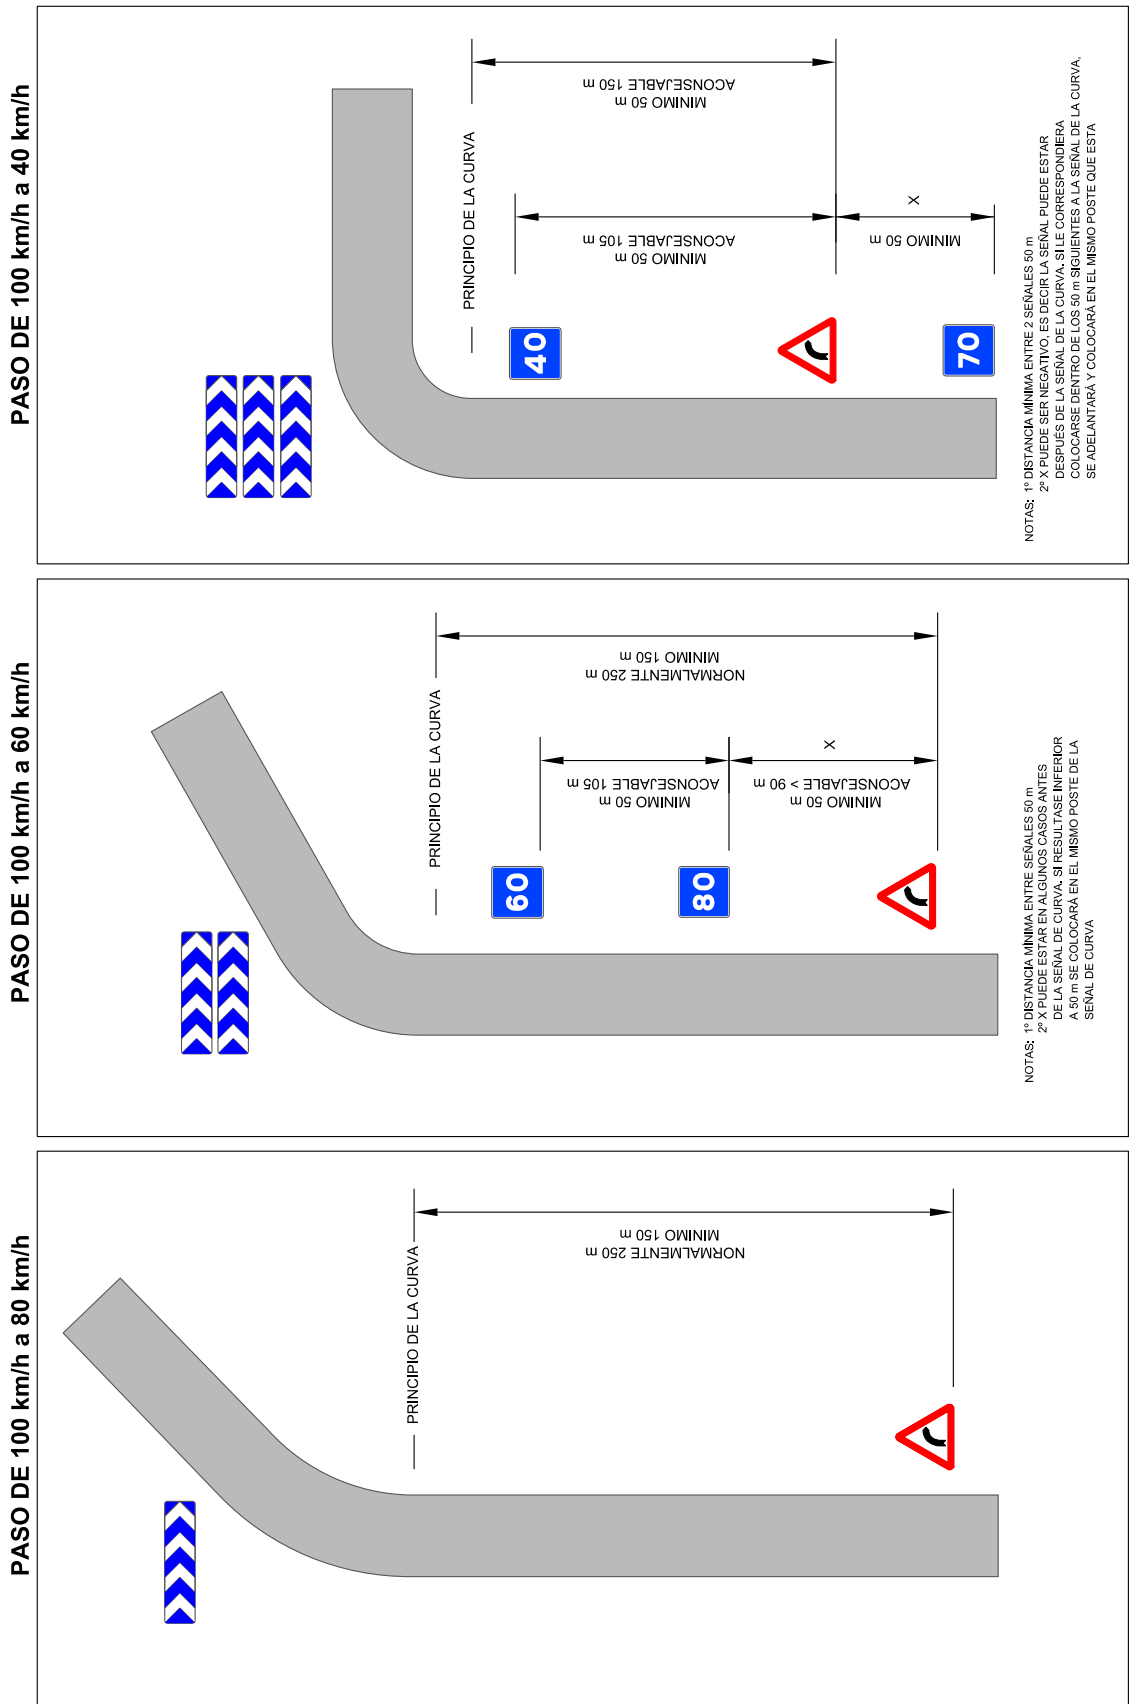 PASO DE 100 km/h a 40 km/h
PRINCIPIO DE LA CURVA
MINIMO 50 m
ACONSEJABLE 150 m
MINIMO 50 m
ACONSEJABLE 105 m
MINIMO 50 m
X
40
70
NOTAS: 1º DISTANCIA MÍNIMA ENTRE 2 SEÑALES 50 m
2º X PUEDE SER NEGATIVO, ES DECIR LA SEÑAL PUEDE ESTAR
DESPUÉS DE LA SEÑAL DE LA CURVA. SI LE CORRESPONDIERA
COLOCARSE DENTRO DE LOS 50 m SIGUIENTES A LA SEÑAL DE LA CURVA,
SE ADELANTARÁ Y COLOCARÁ EN EL MISMO POSTE QUE ESTA
PASO DE 100 km/h a 60 km/h
PRINCIPIO DE LA CURVA
MINIMO 150 m
NORMALMENTE 250 m
MINIMO 50 m
ACONSEJABLE 105 m
MINIMO 50 m
ACONSEJABLE > 90 m
X
60
80
NOTAS: 1º DISTANCIA MÍNIMA ENTRE SEÑALES 50 m
2º X PUEDE ESTAR EN ALGUNOS CASOS ANTES
DE LA SEÑAL DE CURVA. SI RESULTASE INFERIOR
A 50 m SE COLOCARÁ EN EL MISMO POSTE DE LA
SEÑAL DE CURVA
PASO DE 100 km/h a 80 km/h
PRINCIPIO DE LA CURVA
MINIMO 150 m
NORMALMENTE 250 m